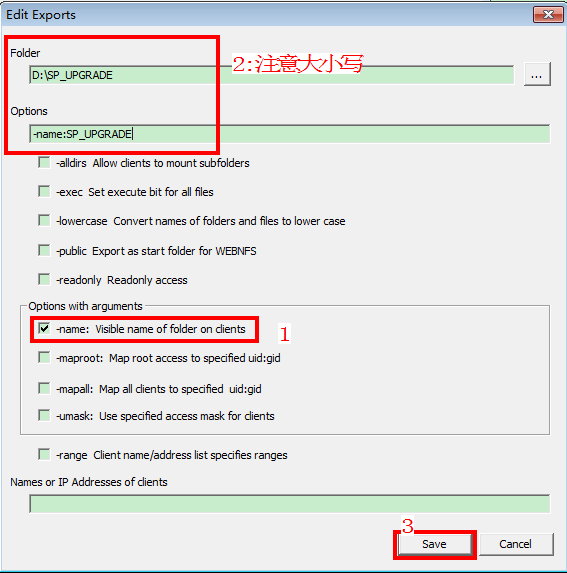 Edit Exports
Folder
2:注意大小写
D:\SP_UPGRADE
...
Options
-name:SP_UPGRADE
-alldirs Allow clients to mount subfolders
-exec Set execute bit for all files
-lowercase Convert names of folders and files to lower case
-public Export as start folder for WEBNFS
-readonly Readonly access
Options with arguments
-name: Visible name of folder on clients
1
-maproot: Map root access to specified uid:gid
-mapall: Map all clients to specified uid:gid
-umask: Use specified access mask for clients
-range Client name/address list specifies ranges
Names or IP Addresses of clients
3
Save
Cancel